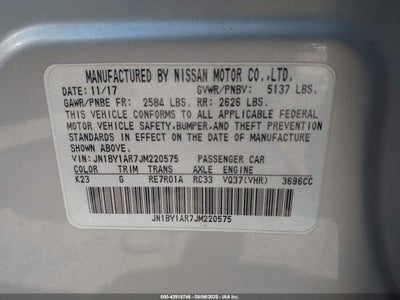 MANUFACTURED BY NISSAN MOTOR CO.,LTD.
DATE: 11/17 GVWR/PNBV: 5137 LBS.
GAWR/PNBE FR: 2584 LBS. RR: 2626 LBS.
THIS VEHICLE CONFORMS TO ALL APPLICABLE
FEDERAL MOTOR VEHICLE SAFETY,BUMPER,AND THEFT
PREVENTION STANDARDS IN EFFECT ON THE
DATE OF MANUFACTURE SHOWN ABOVE.
VIN: JN1BY1AR7JM220575 PASSENGER CAR
COLOR TRIM TRANS AXLE ENGINE
K23 G RE7R01A RC33 VQ37(VHR) 3696CC
JN1BY1AR7JM220575
000-42918746 - 08/06/2025 - IAAI.COM